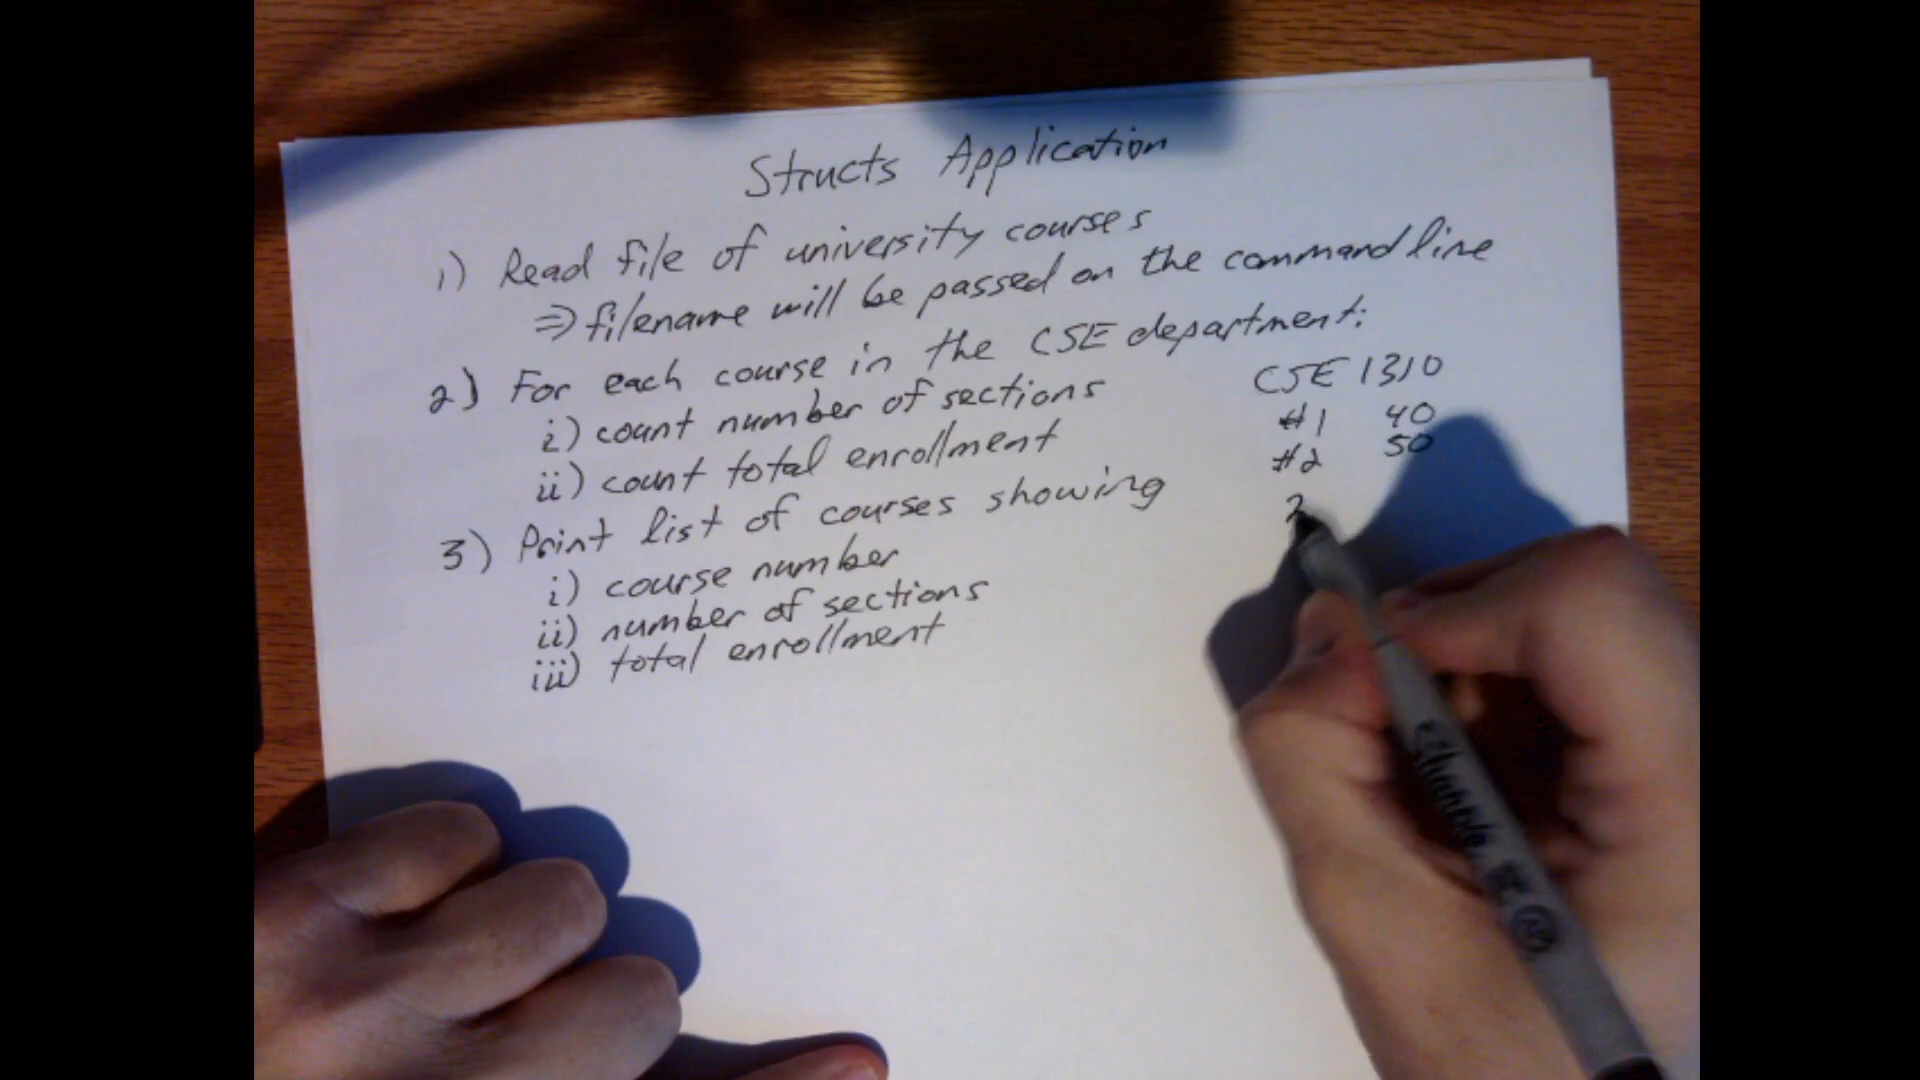 Structs Application
1) Read file of university courses
⇒ filename will be passed on the command line
2) For each course in the CSE department:
i) count number of sections
ii) count total enrollment
3) Print list of courses showing
i) course number
ii) number of sections
iii) total enrollment
CSE 1310
#1 40
#2 50
2